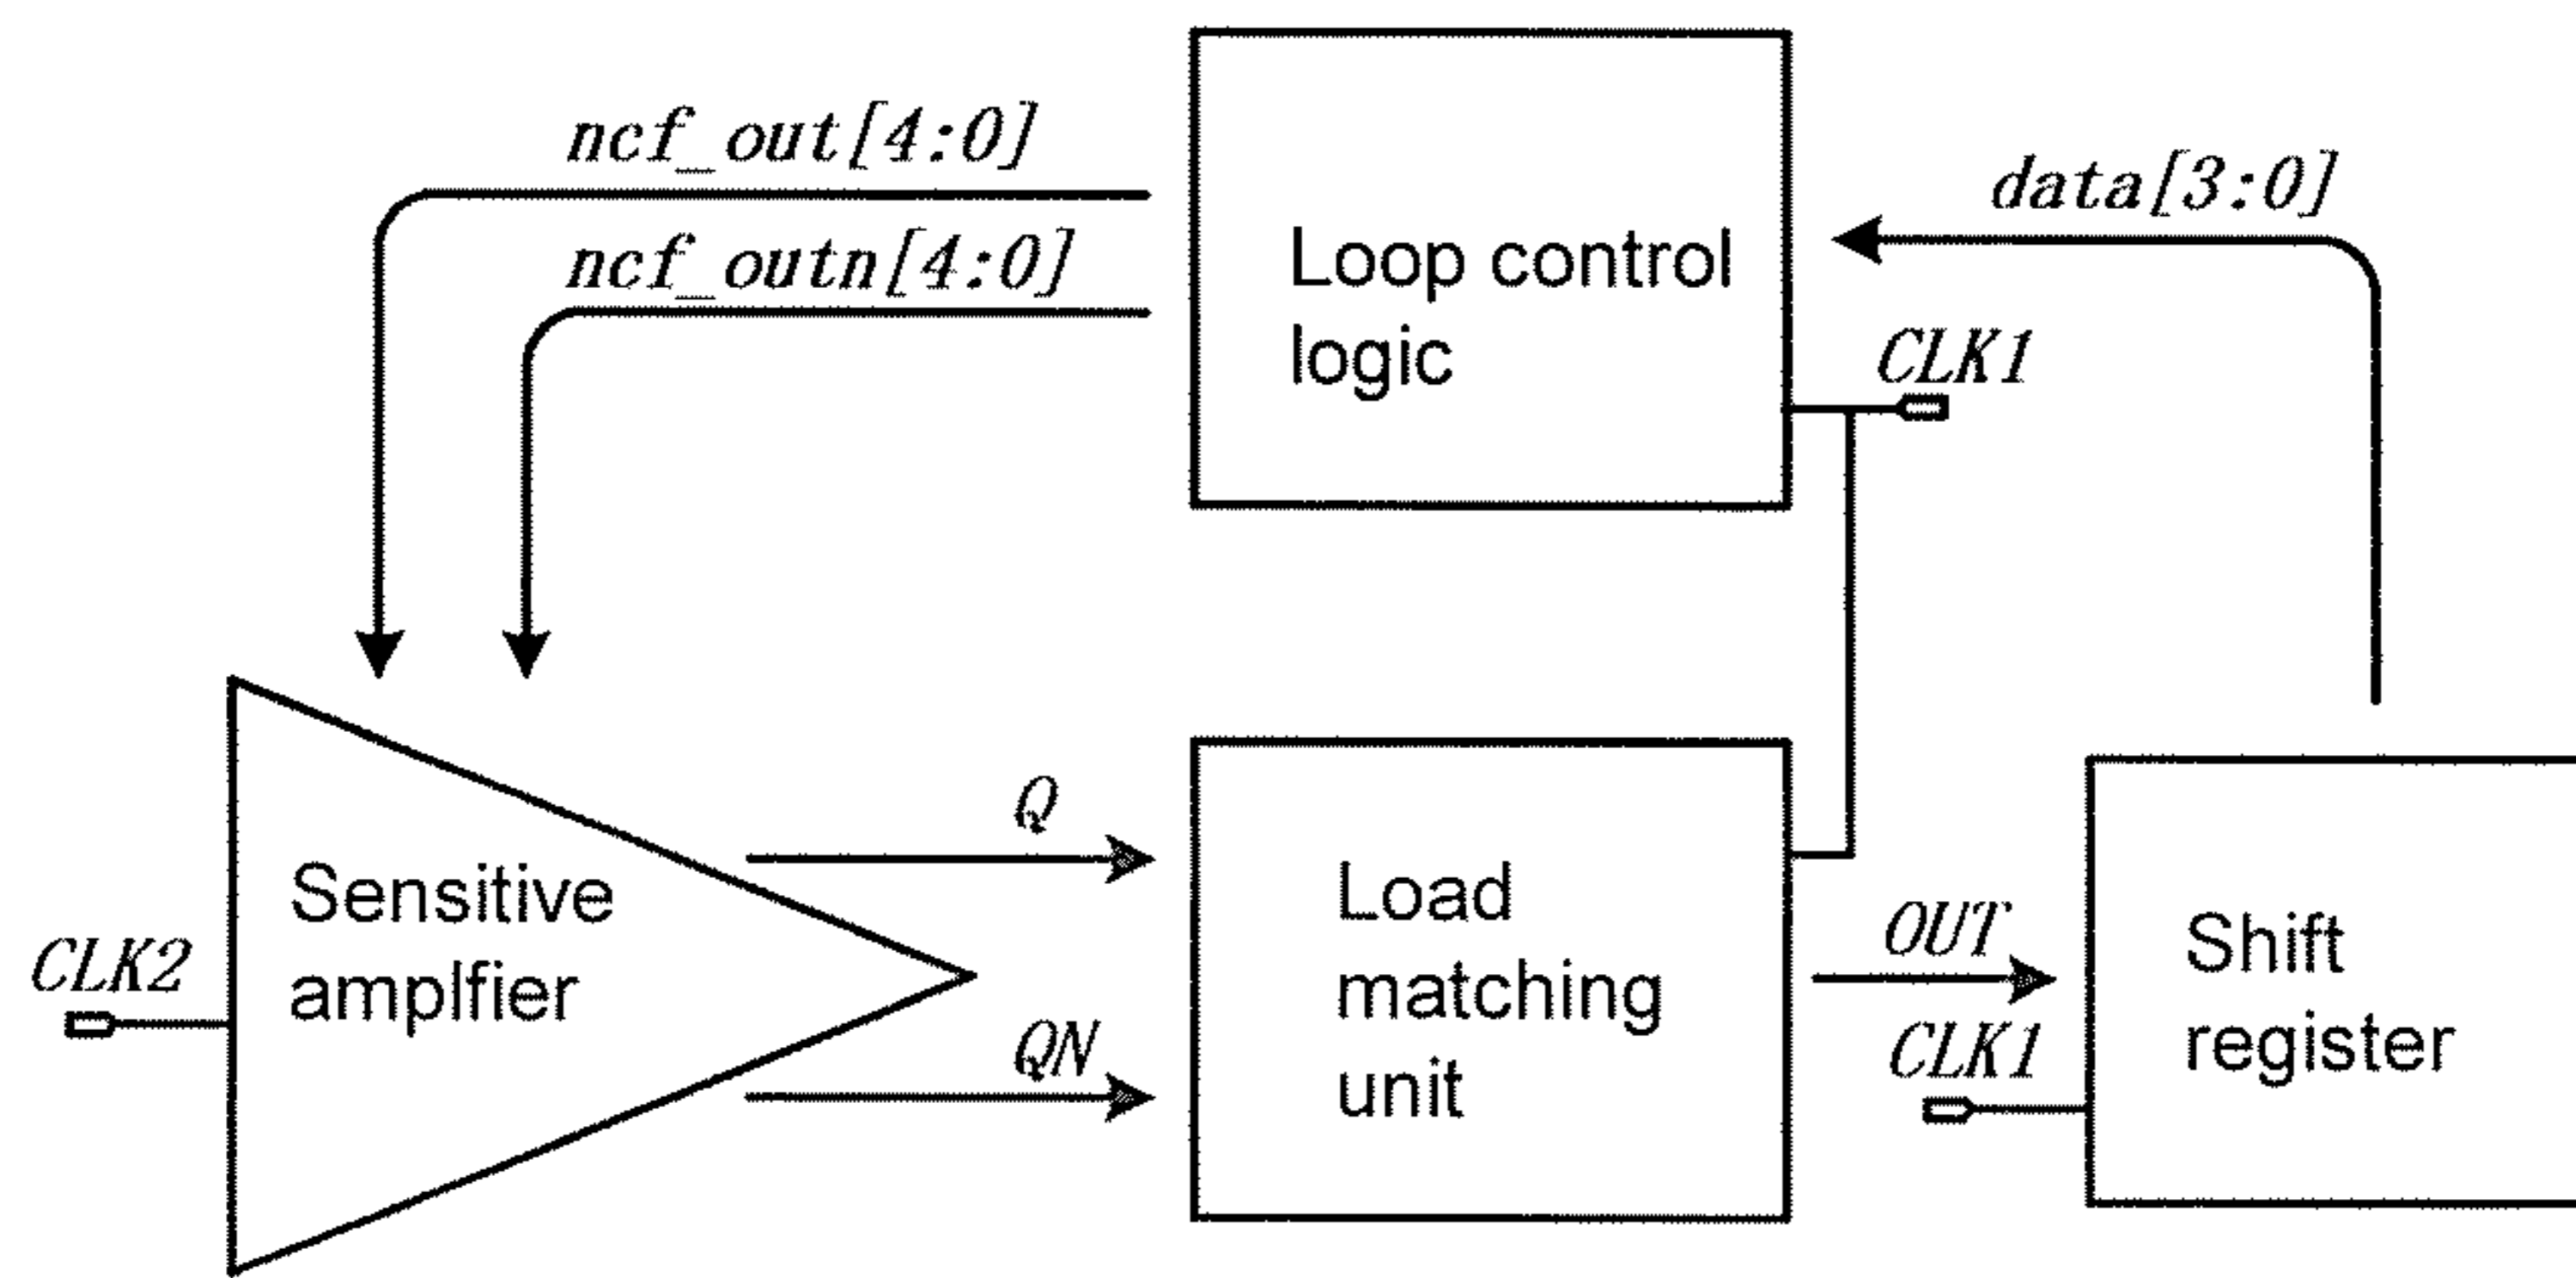 ncf_out[4:0]
ncf_outn[4:0]
Loop control
logic
data[3:0]
CLK1
Sensitive
amplfier
CLK2
Q
QN
Load
matching
unit
OUT
CLK1
Shift
register